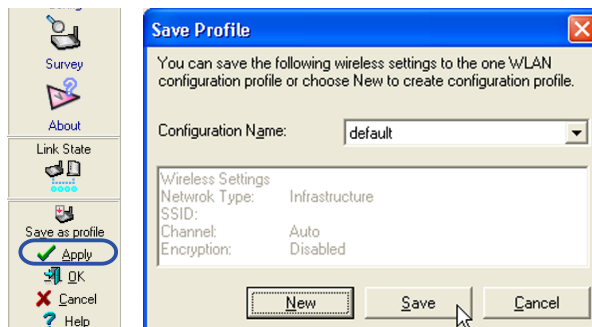 Config
Survey
About
Link State
Save as profile
Apply
OK
Cancel
Help
Save Profile
You can save the following wireless settings to the one WLAN
configuration profile or choose New to create configuration profile.
Configuration Name:
default
Wireless Settings
Netwrok Type: Infrastructure
SSID:
Channel: Auto
Encryption: Disabled
New Save Cancel